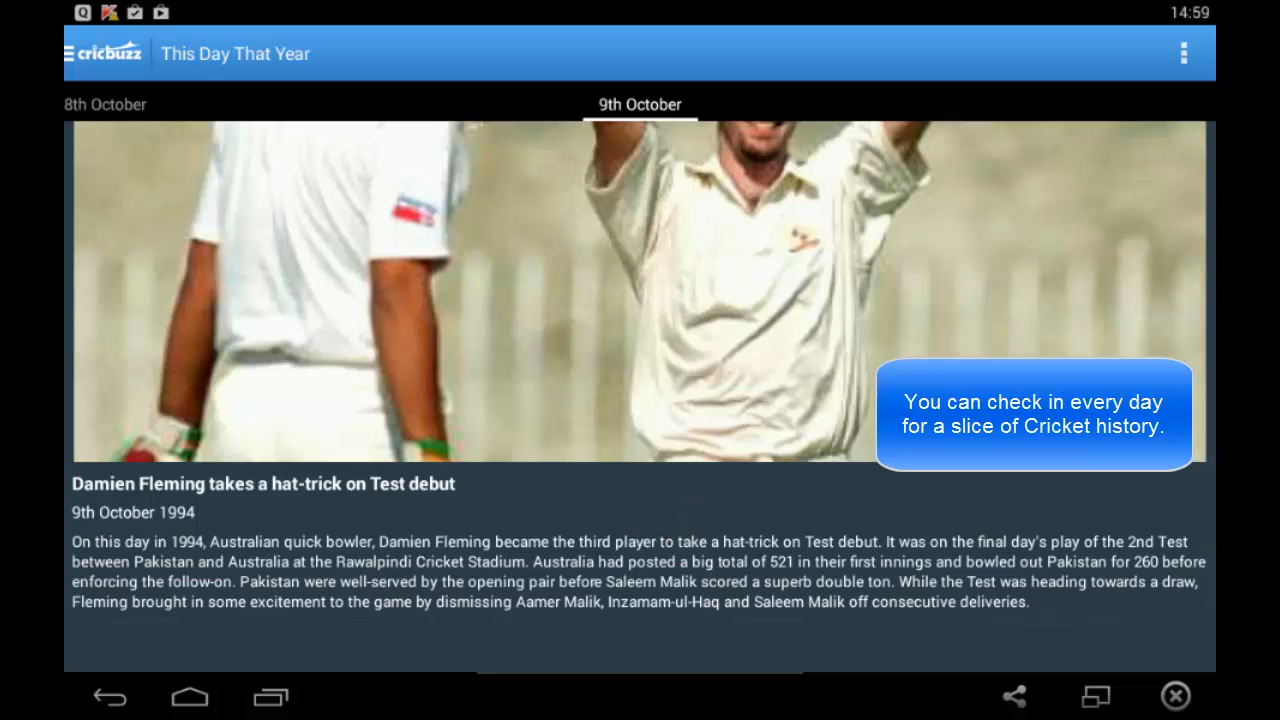 14:59
cricbuzz This Day That Year
8th October 9th October
You can check in every day
for a slice of Cricket history.
Damien Fleming takes a hat-trick on Test debut
9th October 1994
On this day in 1994, Australian quick bowler, Damien Fleming became the third player to take a hat-trick on Test debut. It was on the final day's play of the 2nd Test
between Pakistan and Australia at the Rawalpindi Cricket Stadium. Australia had posted a big total of 521 in their first innings and bowled out Pakistan for 260 before
enforcing the follow-on. Pakistan were well-served by the opening pair before Saleem Malik scored a superb double ton. While the Test was heading towards a draw,
Fleming brought in some excitement to the game by dismissing Aamer Malik, Inzamam-ul-Haq and Saleem Malik off consecutive deliveries.